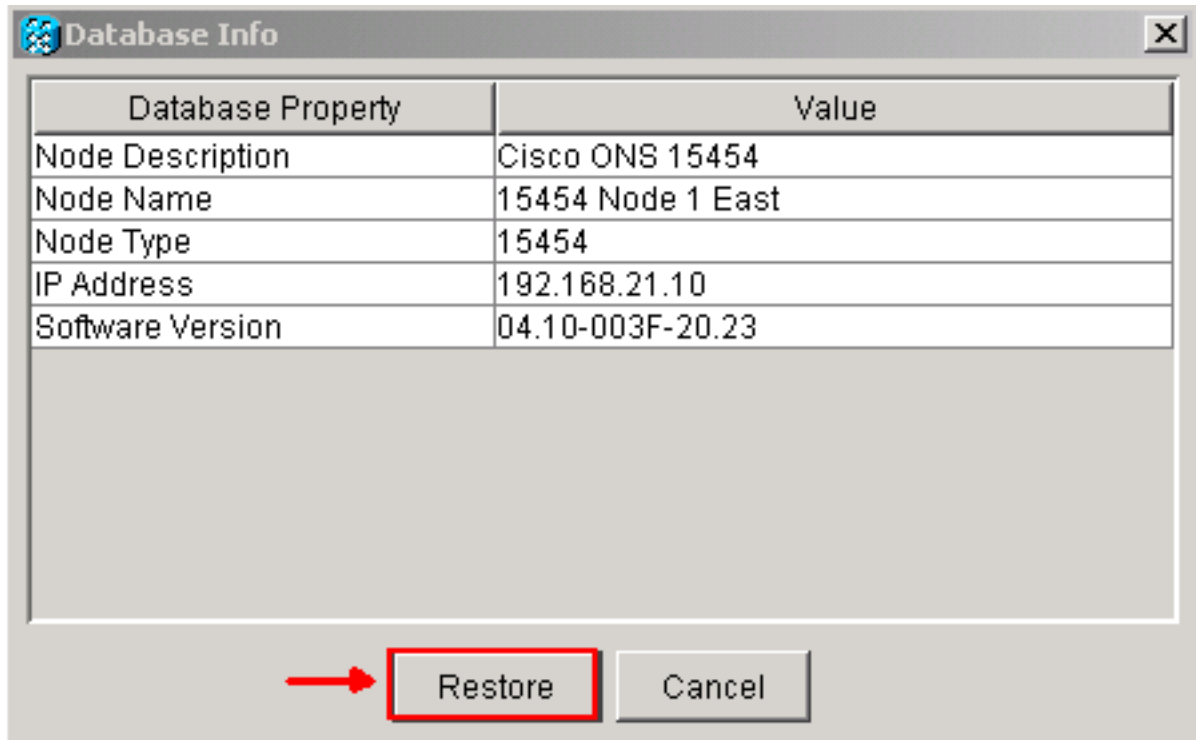 Database Info
Database Property Value
Node Description Cisco ONS 15454
Node Name 15454 Node 1 East
Node Type 15454
IP Address 192.168.21.10
Software Version 04.10-003F-20.23
Restore Cancel